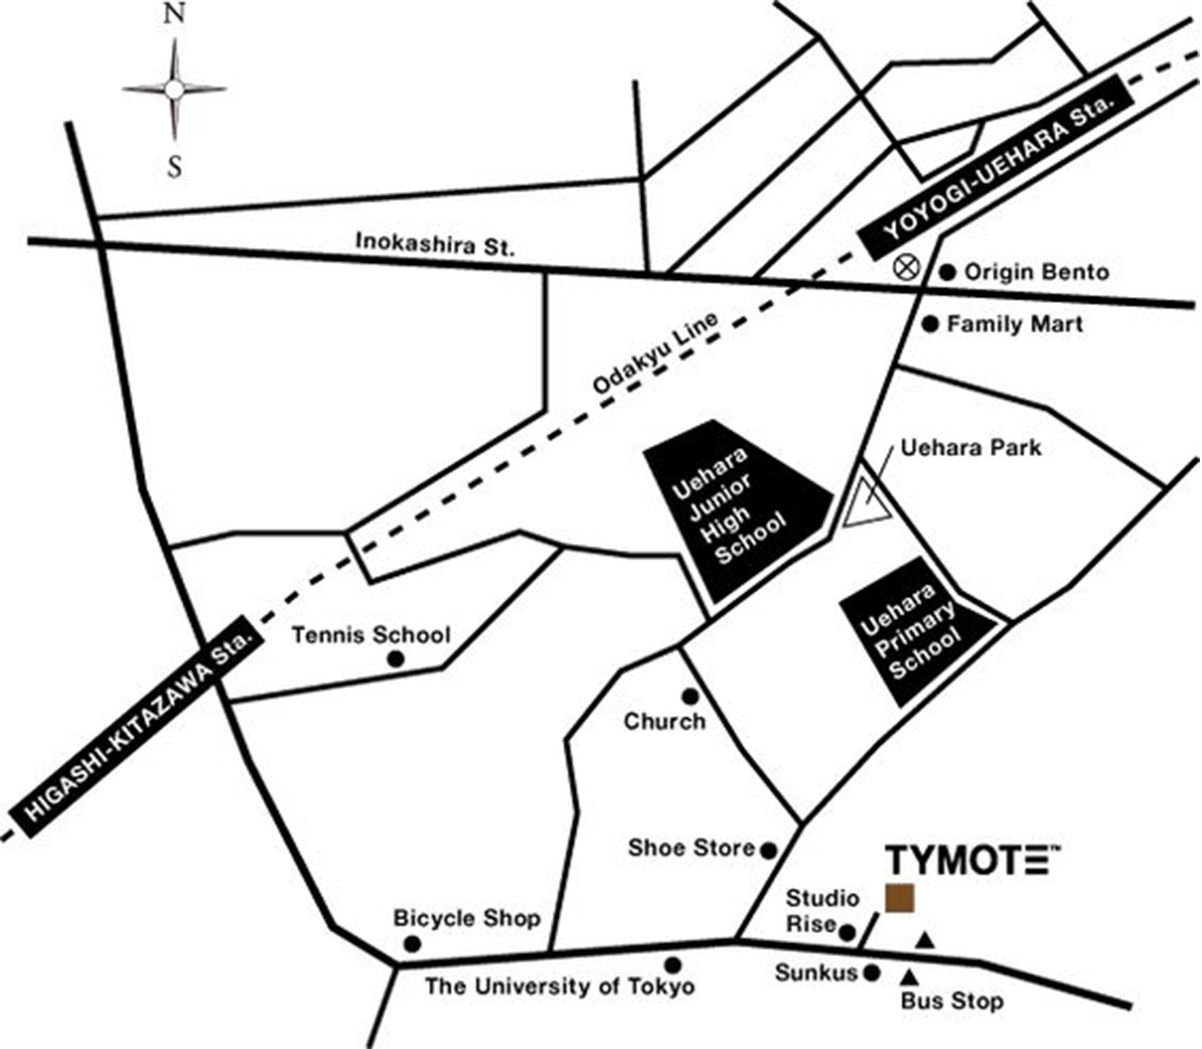 N
S
YOYOGI-UEHARA Sta.
Inokashira St.
Origin Bento
Family Mart
Odakyu Line
Uehara Park
Uehara
Junior
High
School
Uehara
Primary
School
Tennis School
HIGASHI-KITAZAWA Sta.
Church
Shoe Store
TYMOTE™
Studio
Rise
Bicycle Shop
Sunkus
The University of Tokyo
Bus Stop